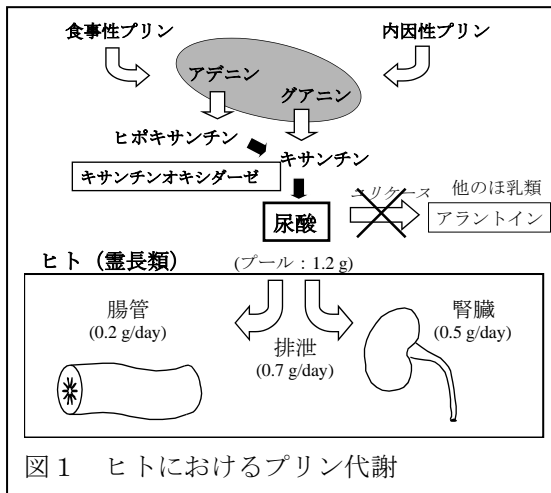 食事性プリン
内因性プリン
アデニン
グアニン
ヒポキサンチン
キサンチン
キサンチンオキシダーゼ
ユリケース
他のほ乳類
尿酸
アラントイン
ヒト（霊長類）
(プール：1.2 g)
腸管
(0.2 g/day)
腎臓
(0.5 g/day)
排泄
(0.7 g/day)
図１　ヒトにおけるプリン代謝